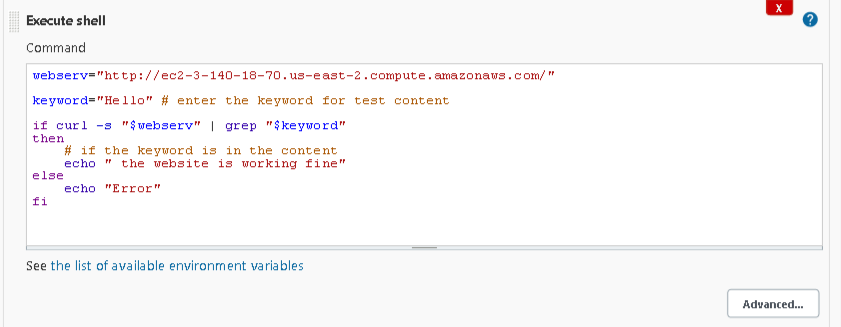 X
Execute shell
?
Command
webserv="http://ec2-3-140-18-70.us-east-2.compute.amazonaws.com/"
keyword="Hello" # enter the keyword for test content
if curl -s "$webserv" | grep "$keyword"
then
    # if the keyword is in the content
    echo " the website is working fine"
else
    echo "Error"
fi
See the list of available environment variables
Advanced...